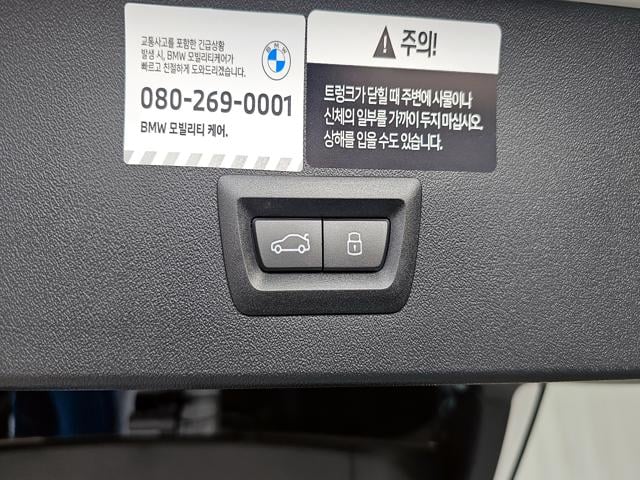 교통사고를 포함한 긴급상황
발생 시, BMW 모빌리티케어가
빠르고 친절하게 도와드리겠습니다.
BMW
080-269-0001
BMW 모빌리티 케어.
주의!
트렁크가 닫힐 때 주변에 사물이나
신체의 일부를 가까이 두지 마십시오.
상해를 입을 수도 있습니다.